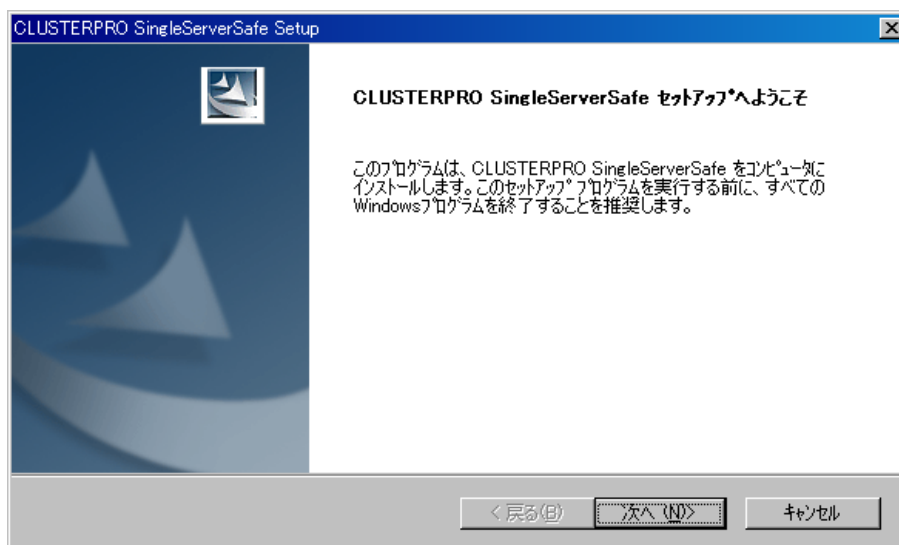 CLUSTERPRO SingleServerSafe Setup
CLUSTERPRO SingleServerSafe ｾｯﾄｱｯﾌﾟへようこそ
このﾌﾟﾛｸﾞﾗﾑは、CLUSTERPRO SingleServerSafe をｺﾝﾋﾟｭｰﾀに
ｲﾝｽﾄｰﾙします。このｾｯﾄｱｯﾌﾟ ﾌﾟﾛｸﾞﾗﾑを実行する前に、すべての
Windowsﾌﾟﾛｸﾞﾗﾑを終了することを推奨します。
< 戻る(B)
次へ (N)>
ｷｬﾝｾﾙ